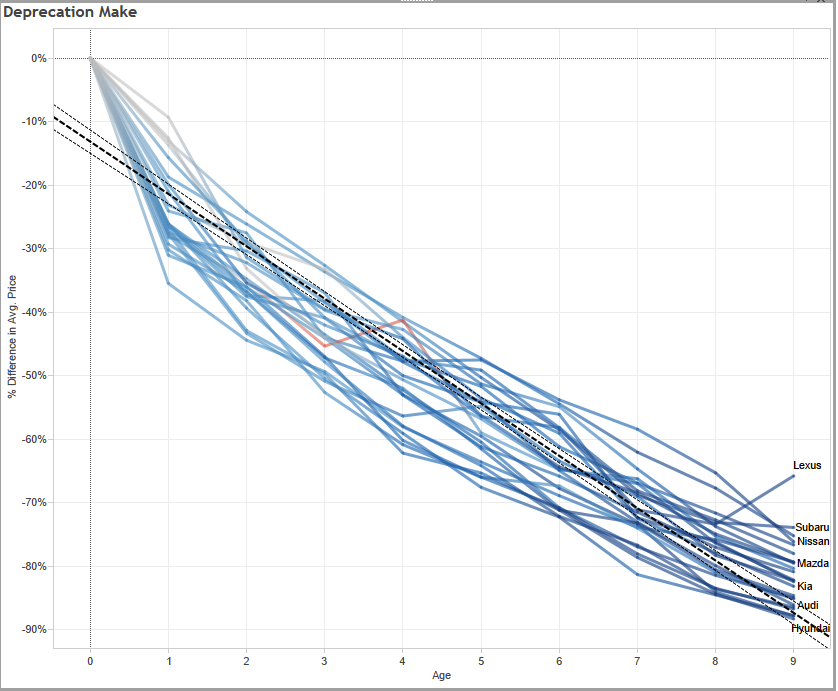 Deprecation Make
0%
-10%
-20%
-30%
-40%
-50%
-60%
-70%
-80%
-90%
% Difference in Avg. Price
Lexus
Subaru
Nissan
Mazda
Kia
Audi
Hyundai
0 1 2 3 4 5 6 7 8 9
Age